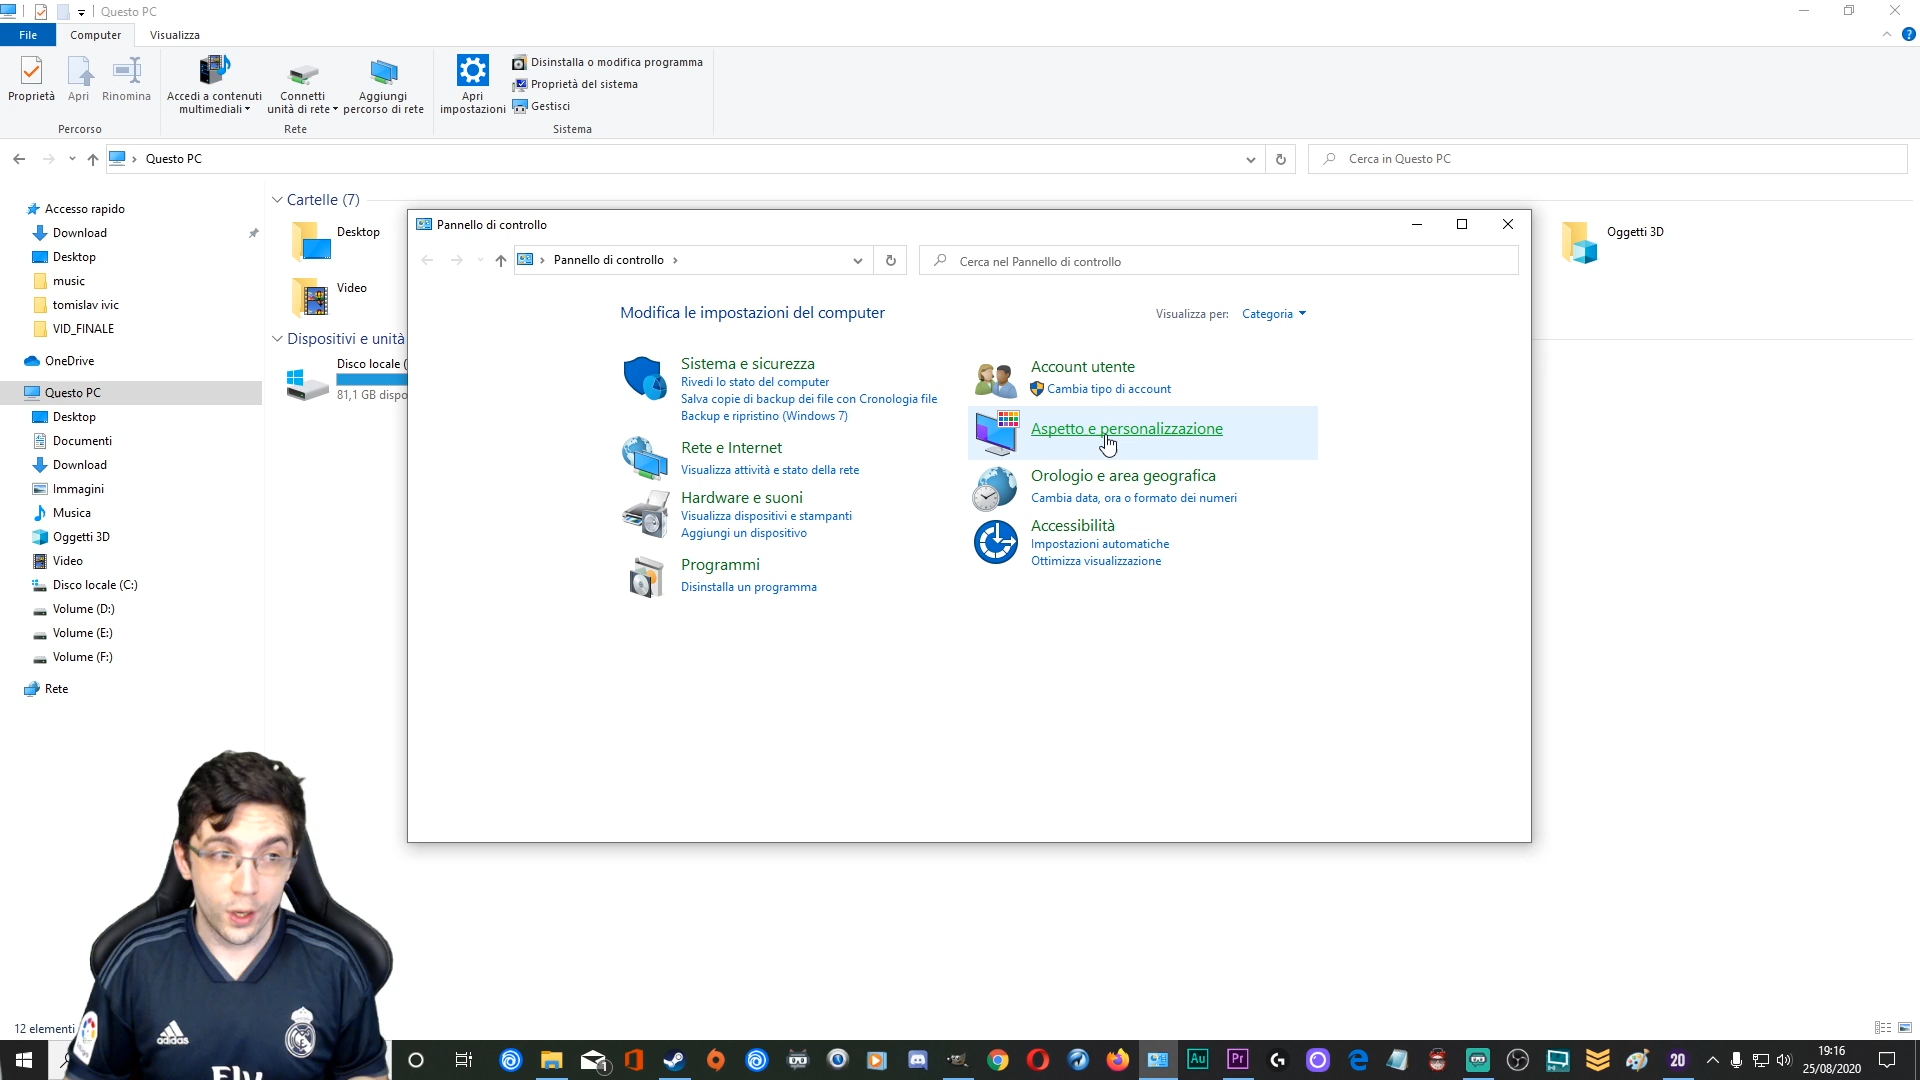 Questo PC
File
Computer
Visualizza
Proprietà
Apri
Rinomina
Accedi a contenuti
multimediali
Connetti
unità di rete
Aggiungi
percorso di rete
Apri
impostazioni
Disinstalla o modifica programma
Proprietà del sistema
Gestisci
Percorso
Rete
Sistema
Questo PC
Cerca in Questo PC
Accesso rapido
Download
Desktop
music
tomislav ivic
VID_FINALE
OneDrive
Questo PC
Desktop
Documenti
Download
Immagini
Musica
Oggetti 3D
Video
Disco locale (C:)
Volume (D:)
Volume (E:)
Volume (F:)
Rete
12 elementi
Cartelle (7)
Desktop
Video
Oggetti 3D
Dispositivi e unità
Disco locale (
81,1 GB dispo
Pannello di controllo
Pannello di controllo
Cerca nel Pannello di controllo
Modifica le impostazioni del computer
Visualizza per: Categoria
Sistema e sicurezza
Rivedi lo stato del computer
Salva copie di backup dei file con Cronologia file
Backup e ripristino (Windows 7)
Rete e Internet
Visualizza attività e stato della rete
Hardware e suoni
Visualizza dispositivi e stampanti
Aggiungi un dispositivo
Programmi
Disinstalla un programma
Account utente
Cambia tipo di account
Aspetto e personalizzazione
Orologio e area geografica
Cambia data, ora o formato dei numeri
Accessibilità
Impostazioni automatiche
Ottimizza visualizzazione
adidas
Fly
1
Au
Pr
20
19:16
25/08/2020